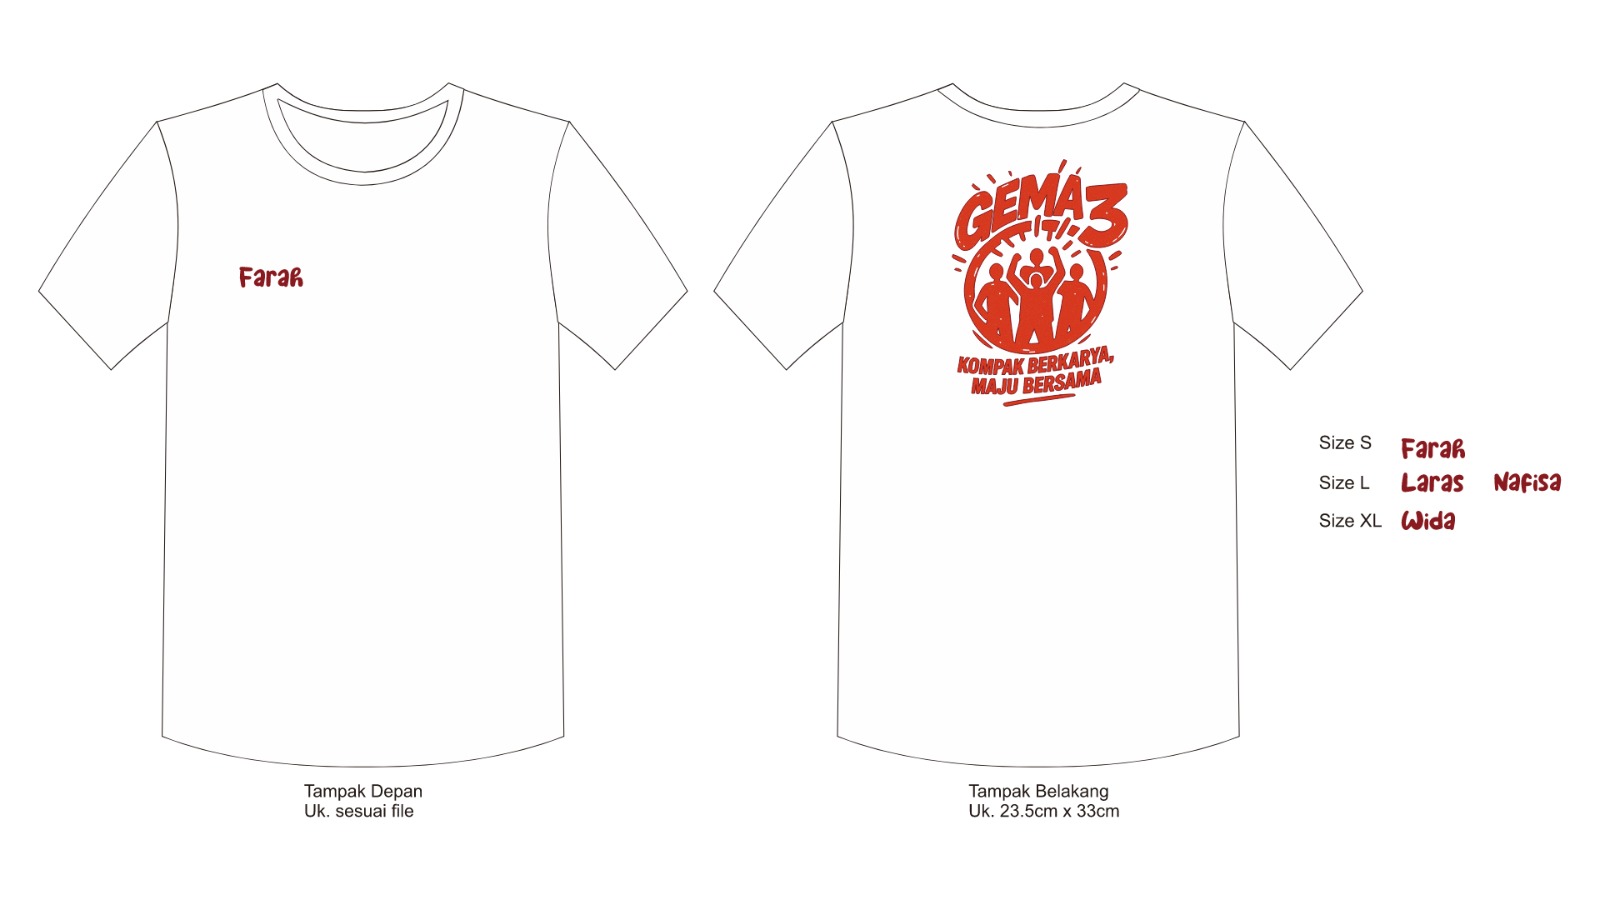 Farah
GEMA 3
KOMPAK BERKARYA,
MAJU BERSAMA
Size S Farah
Size L Laras Nafisa
Size XL Wida
Tampak Depan
Uk. sesuai file
Tampak Belakang
Uk. 23.5cm x 33cm